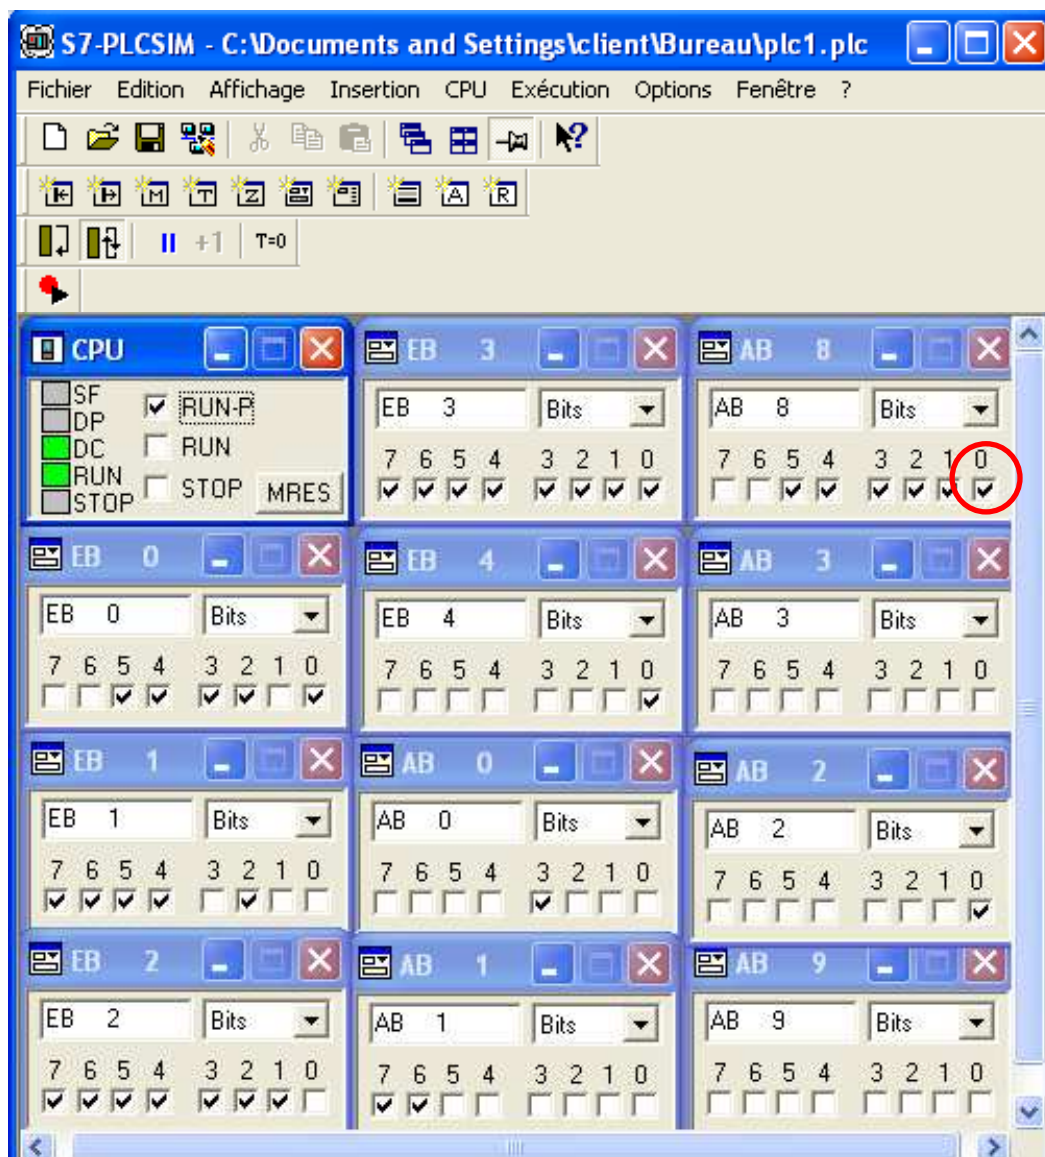 S7-PLCSIM - C:\Documents and Settings\client\Bureau\plc1.plc
Fichier Edition Affichage Insertion CPU Exécution Options Fenêtre ?
M T Z A R
+1 T=0
CPU
SF
DP
DC
RUN
STOP
RUN-P
RUN
STOP
MRES
EB 3
EB 3 Bits
7 6 5 4 3 2 1 0
AB 8
AB 8 Bits
7 6 5 4 3 2 1 0
EB 0
EB 0 Bits
7 6 5 4 3 2 1 0
EB 4
EB 4 Bits
7 6 5 4 3 2 1 0
AB 3
AB 3 Bits
7 6 5 4 3 2 1 0
EB 1
EB 1 Bits
7 6 5 4 3 2 1 0
AB 0
AB 0 Bits
7 6 5 4 3 2 1 0
AB 2
AB 2 Bits
7 6 5 4 3 2 1 0
EB 2
EB 2 Bits
7 6 5 4 3 2 1 0
AB 1
AB 1 Bits
7 6 5 4 3 2 1 0
AB 9
AB 9 Bits
7 6 5 4 3 2 1 0